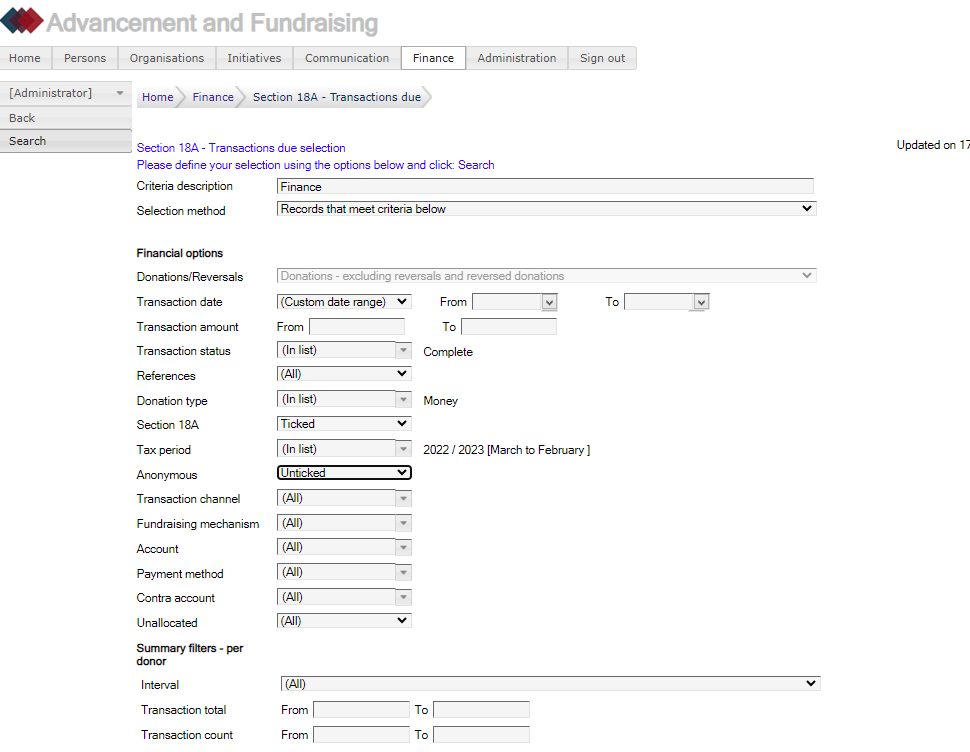 Advancement and Fundraising
Home Persons Organisations Initiatives Communication Finance Administration Sign out
[Administrator] Home Finance Section 18A - Transactions due
Back
Search
Section 18A - Transactions due selection Updated on 17
Please define your selection using the options below and click: Search
Criteria description Finance
Selection method Records that meet criteria below
Financial options
Donations/Reversals Donations - excluding reversals and reversed donations
Transaction date (Custom date range) From To
Transaction amount From To
Transaction status (In list) Complete
References (All)
Donation type (In list) Money
Section 18A Ticked
Tax period (In list) 2022 / 2023 [March to February ]
Anonymous Unticked
Transaction channel (All)
Fundraising mechanism (All)
Account (All)
Payment method (All)
Contra account (All)
Unallocated (All)
Summary filters - per
donor
Interval (All)
Transaction total From To
Transaction count From To